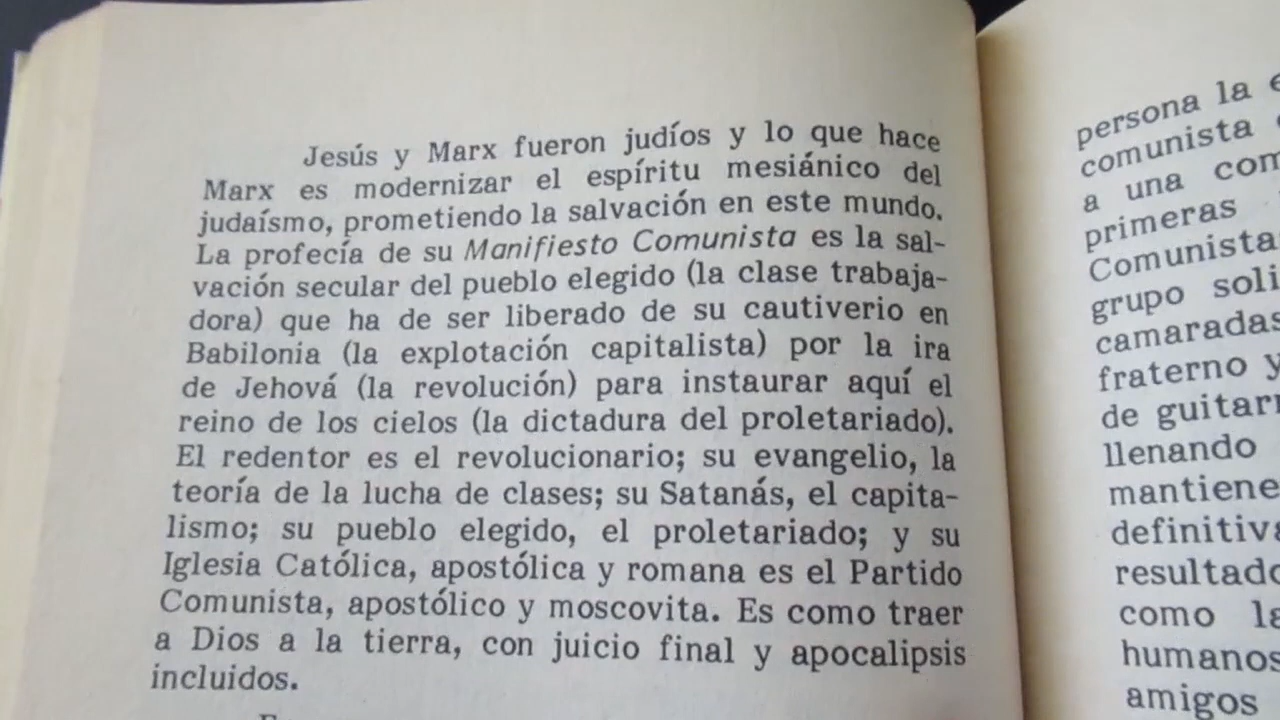 Jesús y Marx fueron judíos y lo que hace
Marx es modernizar el espíritu mesiánico del
judaísmo, prometiendo la salvación en este mundo.
La profecía de su Manifiesto Comunista es la sal-
vación secular del pueblo elegido (la clase trabaja-
dora) que ha de ser liberado de su cautiverio en
Babilonia (la explotación capitalista) por la ira
de Jehová (la revolución) para instaurar aquí el
reino de los cielos (la dictadura del proletariado).
El redentor es el revolucionario; su evangelio, la
teoría de la lucha de clases; su Satanás, el capita-
lismo; su pueblo elegido, el proletariado; y su
Iglesia Católica, apostólica y romana es el Partido
Comunista, apostólico y moscovita. Es como traer
a Dios a la tierra, con juicio final y apocalipsis
incluidos.
persona la
comunista
a una
primeras
Comunista
grupo
camaradas
fraterno y
de
llenando
mantiene
resultado
como
humanos
amigos